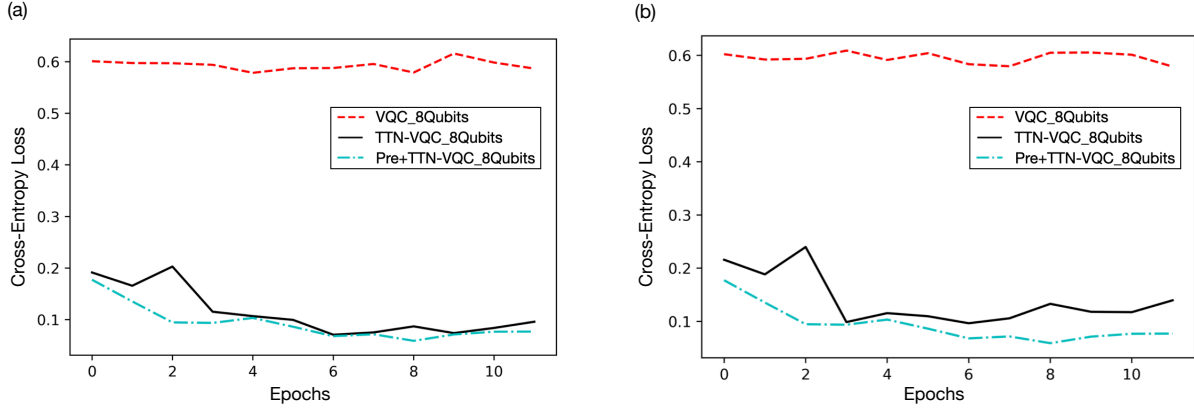 (a)
Cross-Entropy Loss
0.6
0.5
0.4
0.3
0.2
0.1
VQC_8Qubits
TTN-VQC_8Qubits
Pre+TTN-VQC_8Qubits
0 2 4 6 8 10
Epochs
(b)
Cross-Entropy Loss
0.6
0.5
0.4
0.3
0.2
0.1
VQC_8Qubits
TTN-VQC_8Qubits
Pre+TTN-VQC_8Qubits
0 2 4 6 8 10
Epochs